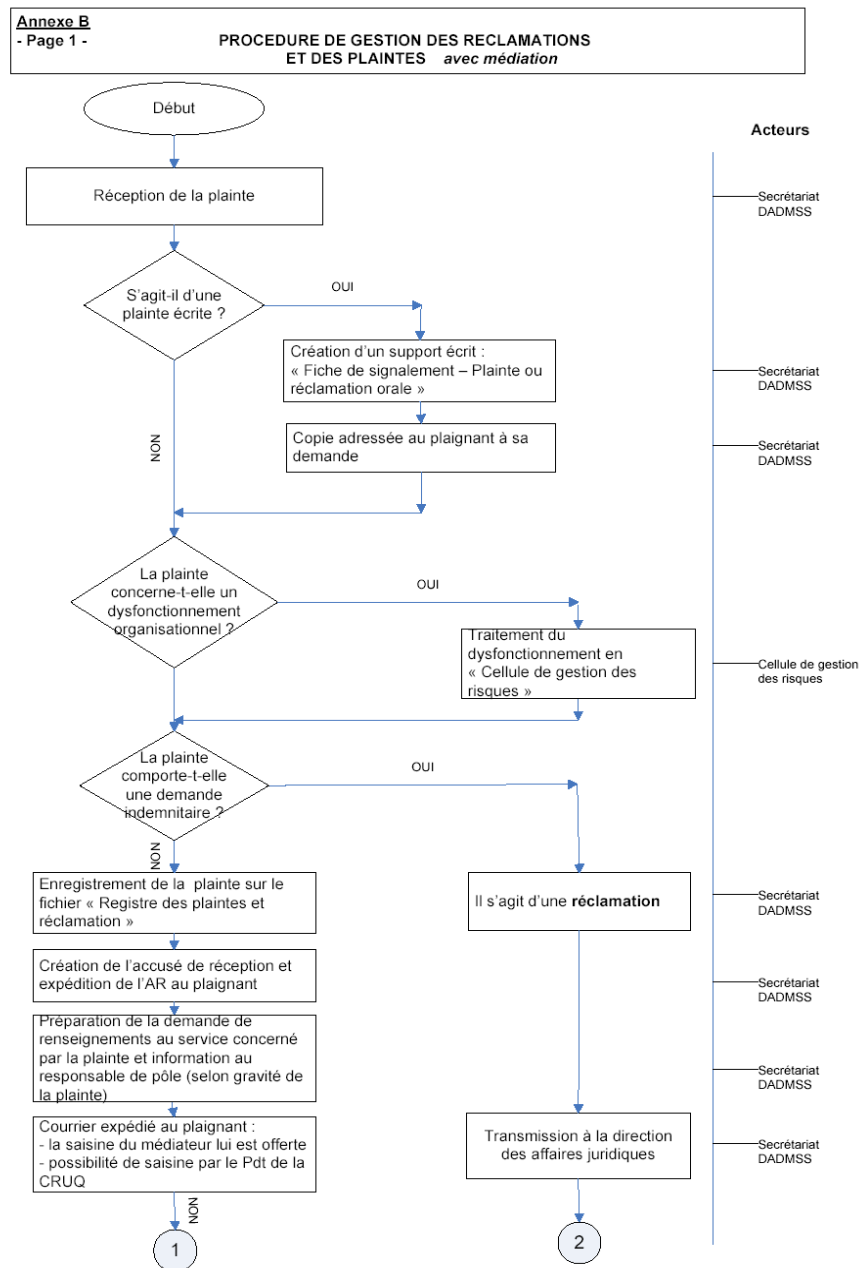 Annexe B
- Page 1 -
PROCEDURE DE GESTION DES RECLAMATIONS
ET DES PLAINTES avec médiation
Début
Acteurs
Réception de la plainte
Secrétariat
DADMSS
S'agit-il d'une
plainte écrite ?
OUI
NON
Création d'un support écrit :
« Fiche de signalement – Plainte ou
réclamation orale »
Secrétariat
DADMSS
Copie adressée au plaignant à sa
demande
Secrétariat
DADMSS
La plainte
concerne-t-elle un
dysfonctionnement
organisationnel ?
OUI
Traitement du
dysfonctionnement en
« Cellule de gestion des
risques »
Cellule de gestion
des risques
La plainte
comporte-t-elle
une demande
indemnitaire ?
OUI
NON
Enregistrement de la plainte sur le
fichier « Registre des plaintes et
réclamation »
Il s'agit d'une réclamation
Secrétariat
DADMSS
Création de l'accusé de réception et
expédition de l'AR au plaignant
Secrétariat
DADMSS
Préparation de la demande de
renseignements au service concerné
par la plainte et information au
responsable de pôle (selon gravité de
la plainte)
Secrétariat
DADMSS
Courrier expédié au plaignant :
- la saisine du médiateur lui est offerte
- possibilité de saisine par le Pdt de la
CRUQ
Transmission à la direction
des affaires juridiques
Secrétariat
DADMSS
NON
1
2